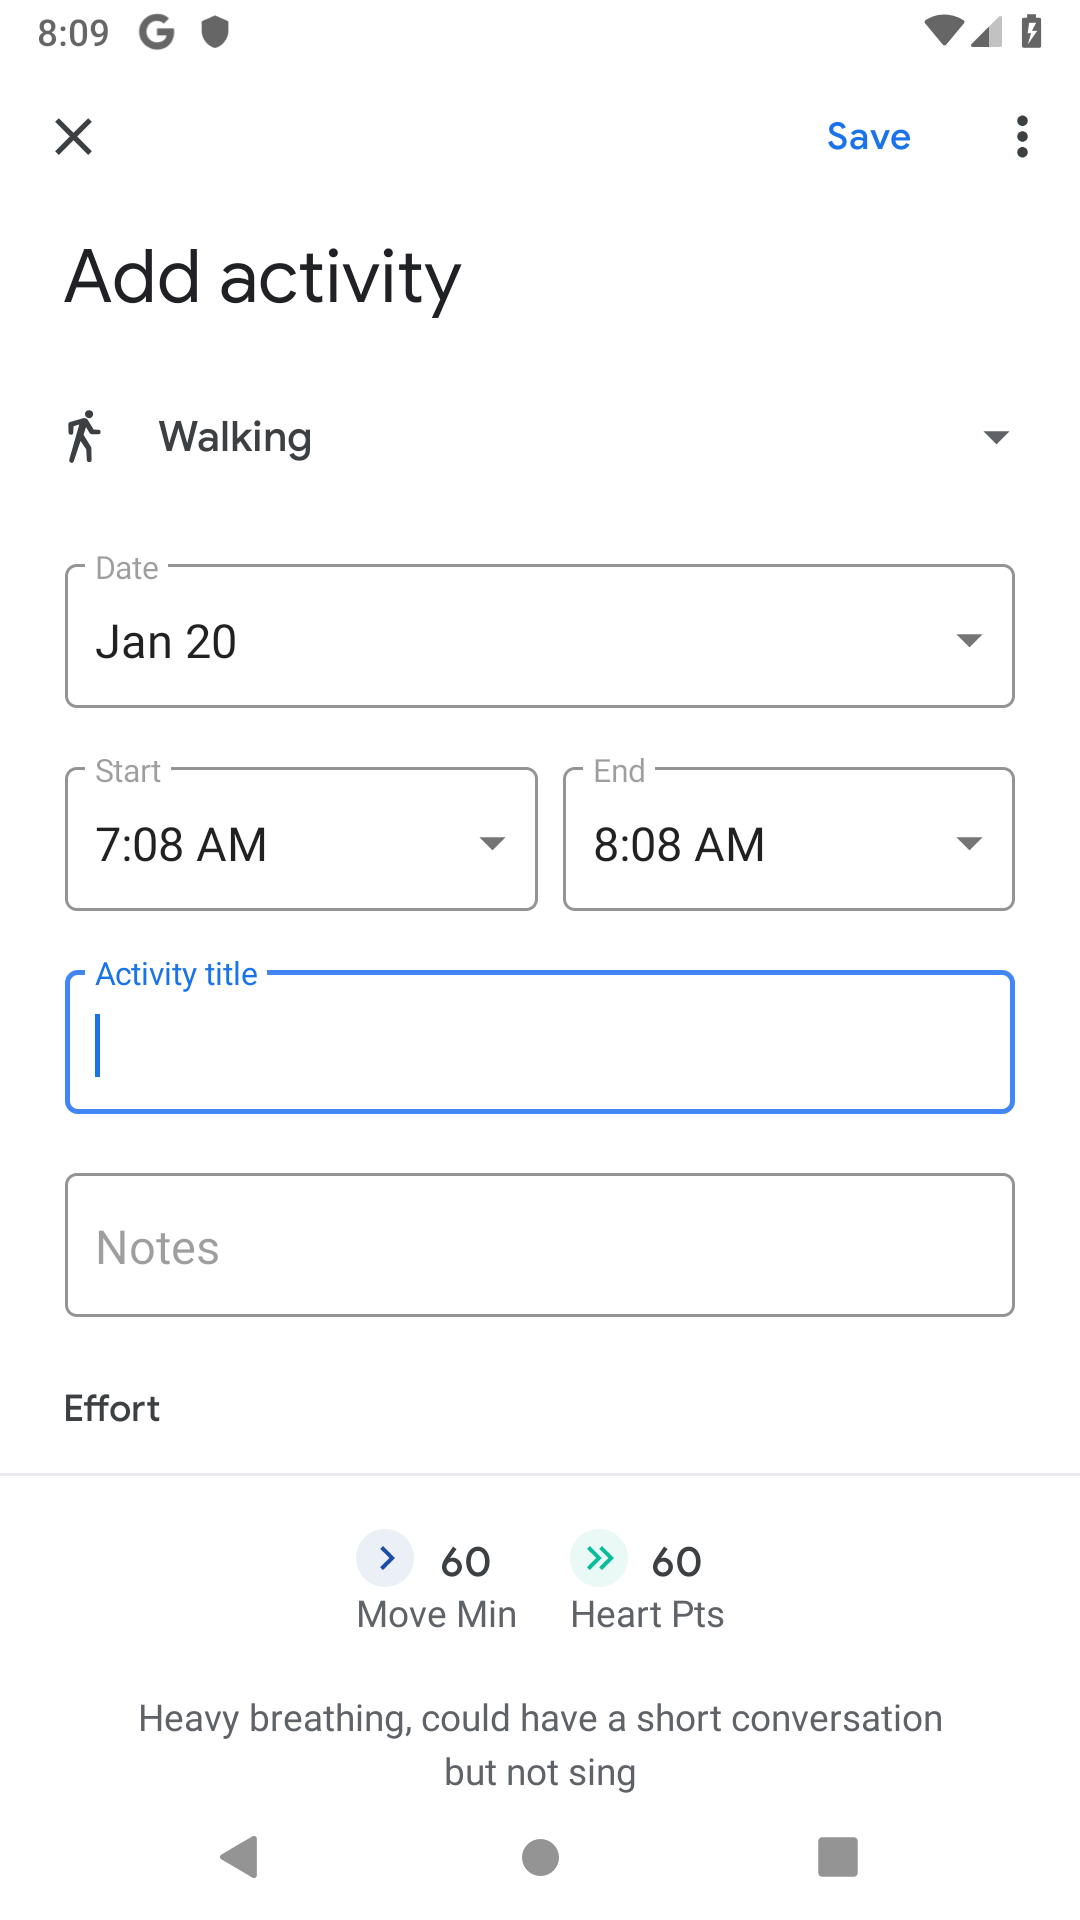 8:09
Save
Add activity
Walking
Date
Jan 20
Start
End
7:08 AM
8:08 AM
Activity title
Notes
Effort
60
60
Move Min
Heart Pts
Heavy breathing, could have a short conversation
but not sing